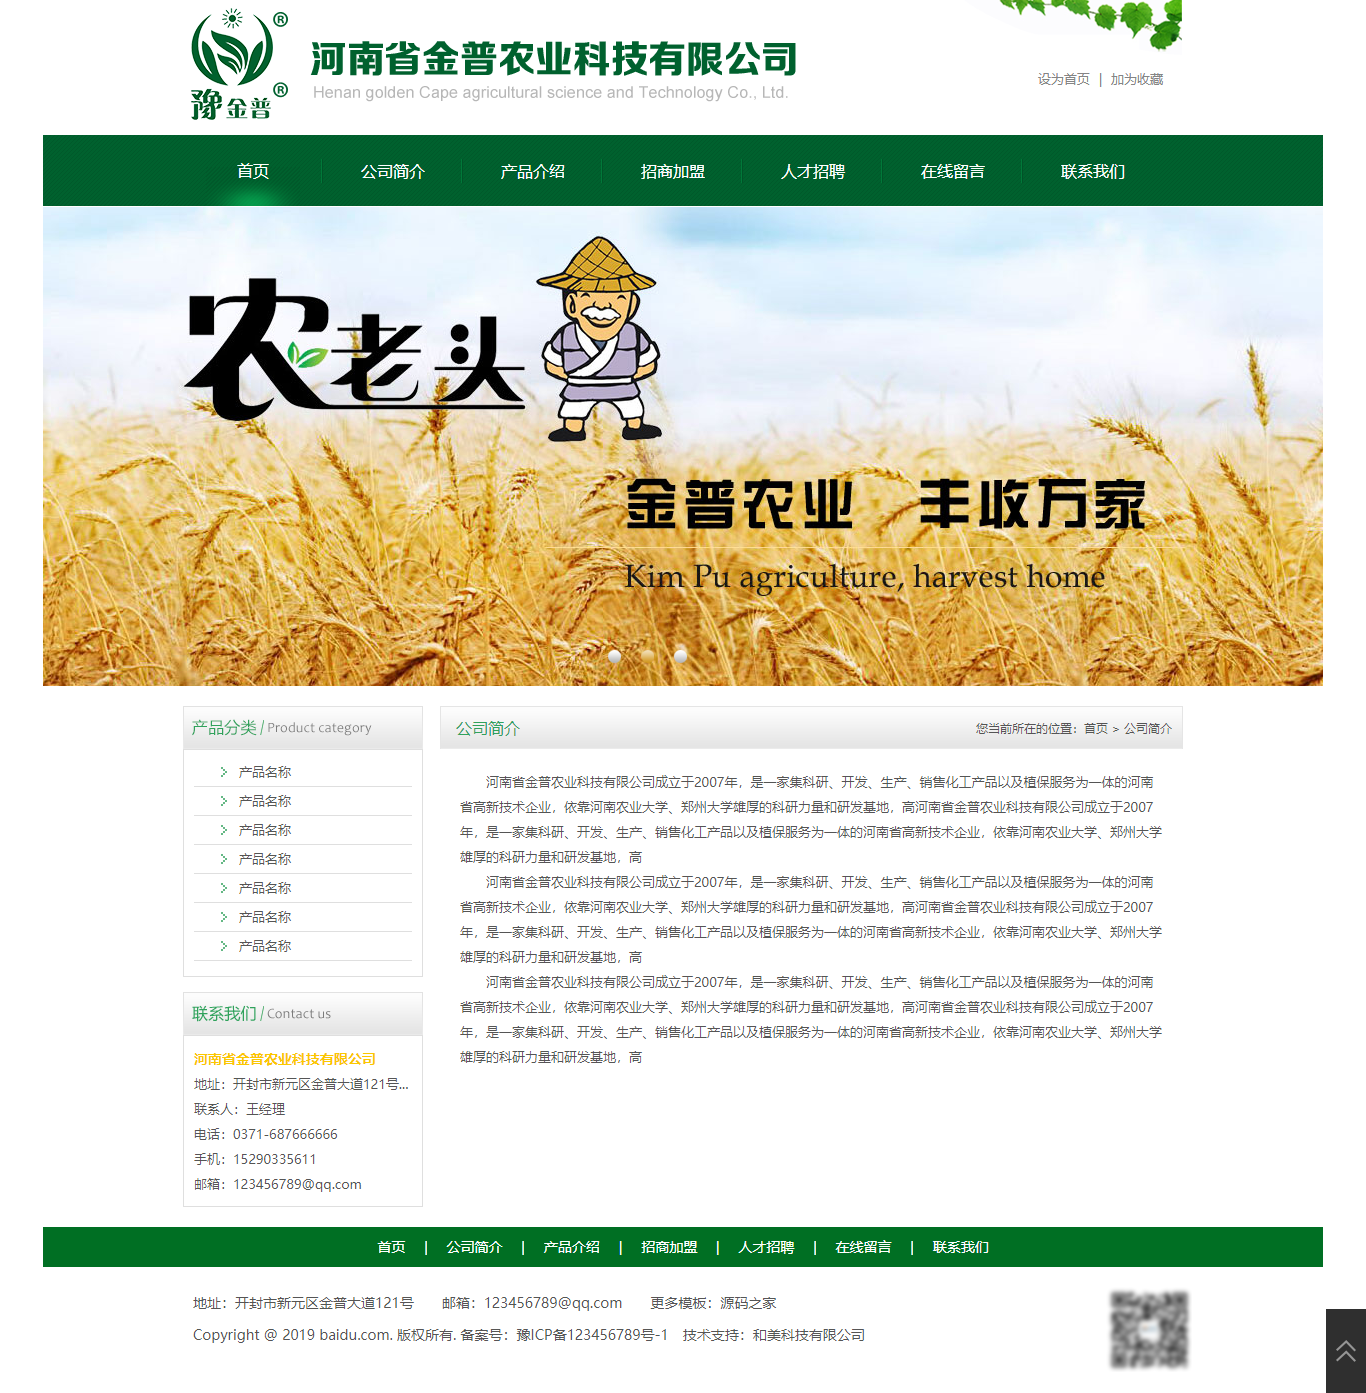 ®
豫金普®
河南省金普农业科技有限公司
Henan golden Cape agricultural science and Technology Co., Ltd.
设为首页 | 加为收藏
首页 公司简介 产品介绍 招商加盟 人才招聘 在线留言 联系我们
农老头
金普农业 丰收万家
Kim Pu agriculture, harvest home
产品分类 / Product category
产品名称
产品名称
产品名称
产品名称
产品名称
产品名称
产品名称
联系我们 / Contact us
河南省金普农业科技有限公司
地址：开封市新元区金普大道121号...
联系人：王经理
电话：0371-687666666
手机：15290335611
邮箱：123456789@qq.com
公司简介
您当前所在的位置：首页 > 公司简介
河南省金普农业科技有限公司成立于2007年，是一家集科研、开发、生产、销售化工产品以及植保服务为一体的河南
省高新技术企业，依靠河南农业大学、郑州大学雄厚的科研力量和研发基地，高河南省金普农业科技有限公司成立于2007
年，是一家集科研、开发、生产、销售化工产品以及植保服务为一体的河南省高新技术企业，依靠河南农业大学、郑州大学
雄厚的科研力量和研发基地，高
河南省金普农业科技有限公司成立于2007年，是一家集科研、开发、生产、销售化工产品以及植保服务为一体的河南
省高新技术企业，依靠河南农业大学、郑州大学雄厚的科研力量和研发基地，高河南省金普农业科技有限公司成立于2007
年，是一家集科研、开发、生产、销售化工产品以及植保服务为一体的河南省高新技术企业，依靠河南农业大学、郑州大学
雄厚的科研力量和研发基地，高
河南省金普农业科技有限公司成立于2007年，是一家集科研、开发、生产、销售化工产品以及植保服务为一体的河南
省高新技术企业，依靠河南农业大学、郑州大学雄厚的科研力量和研发基地，高河南省金普农业科技有限公司成立于2007
年，是一家集科研、开发、生产、销售化工产品以及植保服务为一体的河南省高新技术企业，依靠河南农业大学、郑州大学
雄厚的科研力量和研发基地，高
首页 | 公司简介 | 产品介绍 | 招商加盟 | 人才招聘 | 在线留言 | 联系我们
地址：开封市新元区金普大道121号 邮箱：123456789@qq.com 更多模板：源码之家
Copyright @ 2019 baidu.com. 版权所有. 备案号：豫ICP备123456789号-1 技术支持：和美科技有限公司